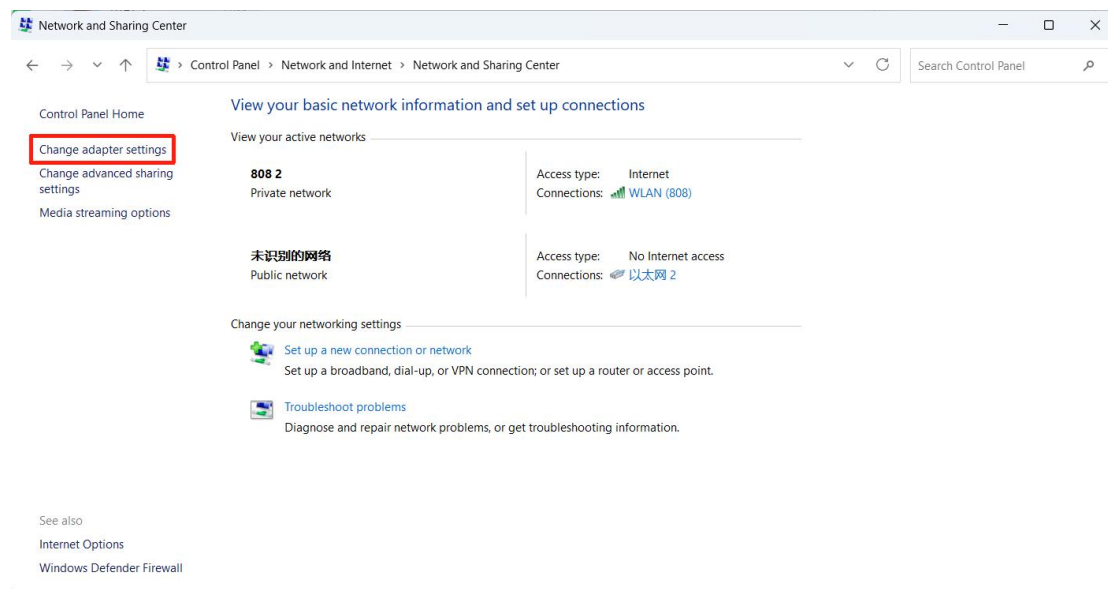 Network and Sharing Center
Control Panel > Network and Internet > Network and Sharing Center
Search Control Panel
Control Panel Home
Change adapter settings
Change advanced sharing
settings
Media streaming options
View your basic network information and set up connections
View your active networks
808 2
Private network
Access type: Internet
Connections: WLAN (808)
未识别的网络
Public network
Access type: No Internet access
Connections: 以太网 2
Change your networking settings
Set up a new connection or network
Set up a broadband, dial-up, or VPN connection; or set up a router or access point.
Troubleshoot problems
Diagnose and repair network problems, or get troubleshooting information.
See also
Internet Options
Windows Defender Firewall